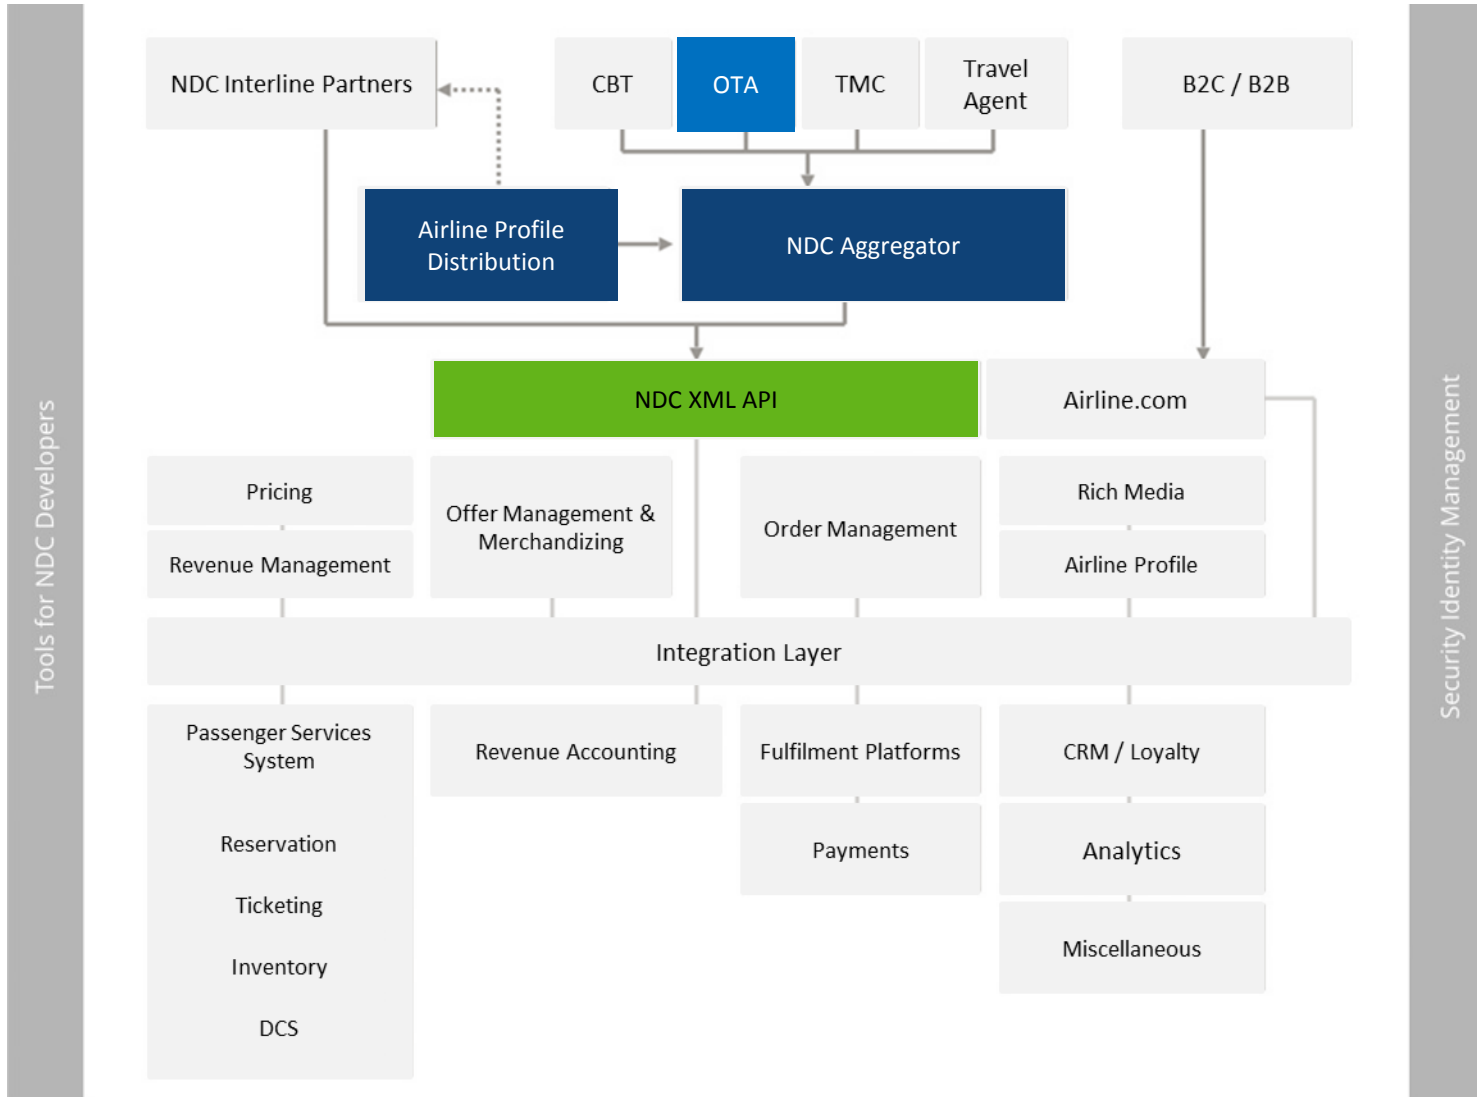 NDC Interline Partners
CBT
OTA
TMC
Travel
Agent
B2C / B2B
Airline Profile
Distribution
NDC Aggregator
NDC XML API
Airline.com
Pricing
Revenue Management
Offer Management &
Merchandizing
Order Management
Rich Media
Airline Profile
Integration Layer
Passenger Services
System
Reservation
Ticketing
Inventory
DCS
Revenue Accounting
Fulfilment Platforms
Payments
CRM / Loyalty
Analytics
Miscellaneous
Tools for NDC Developers
Security Identity Management